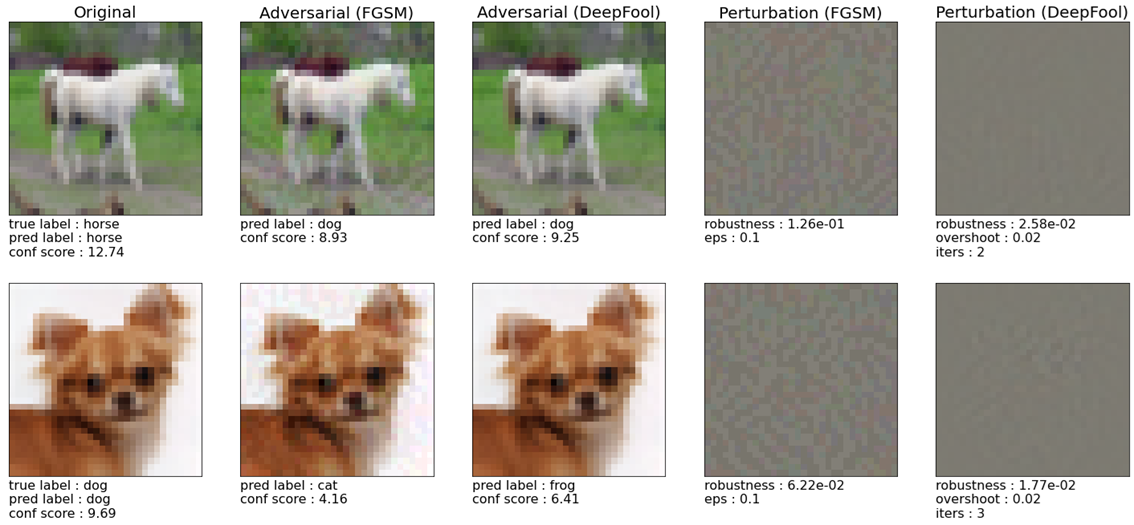 Original
Adversarial (FGSM)
Adversarial (DeepFool)
Perturbation (FGSM)
Perturbation (DeepFool)
true label : horse
pred label : horse
conf score : 12.74
pred label : dog
conf score : 8.93
pred label : dog
conf score : 9.25
robustness : 1.26e-01
eps : 0.1
robustness : 2.58e-02
overshoot : 0.02
iters : 2
true label : dog
pred label : dog
conf score : 9.69
pred label : cat
conf score : 4.16
pred label : frog
conf score : 6.41
robustness : 6.22e-02
eps : 0.1
robustness : 1.77e-02
overshoot : 0.02
iters : 3